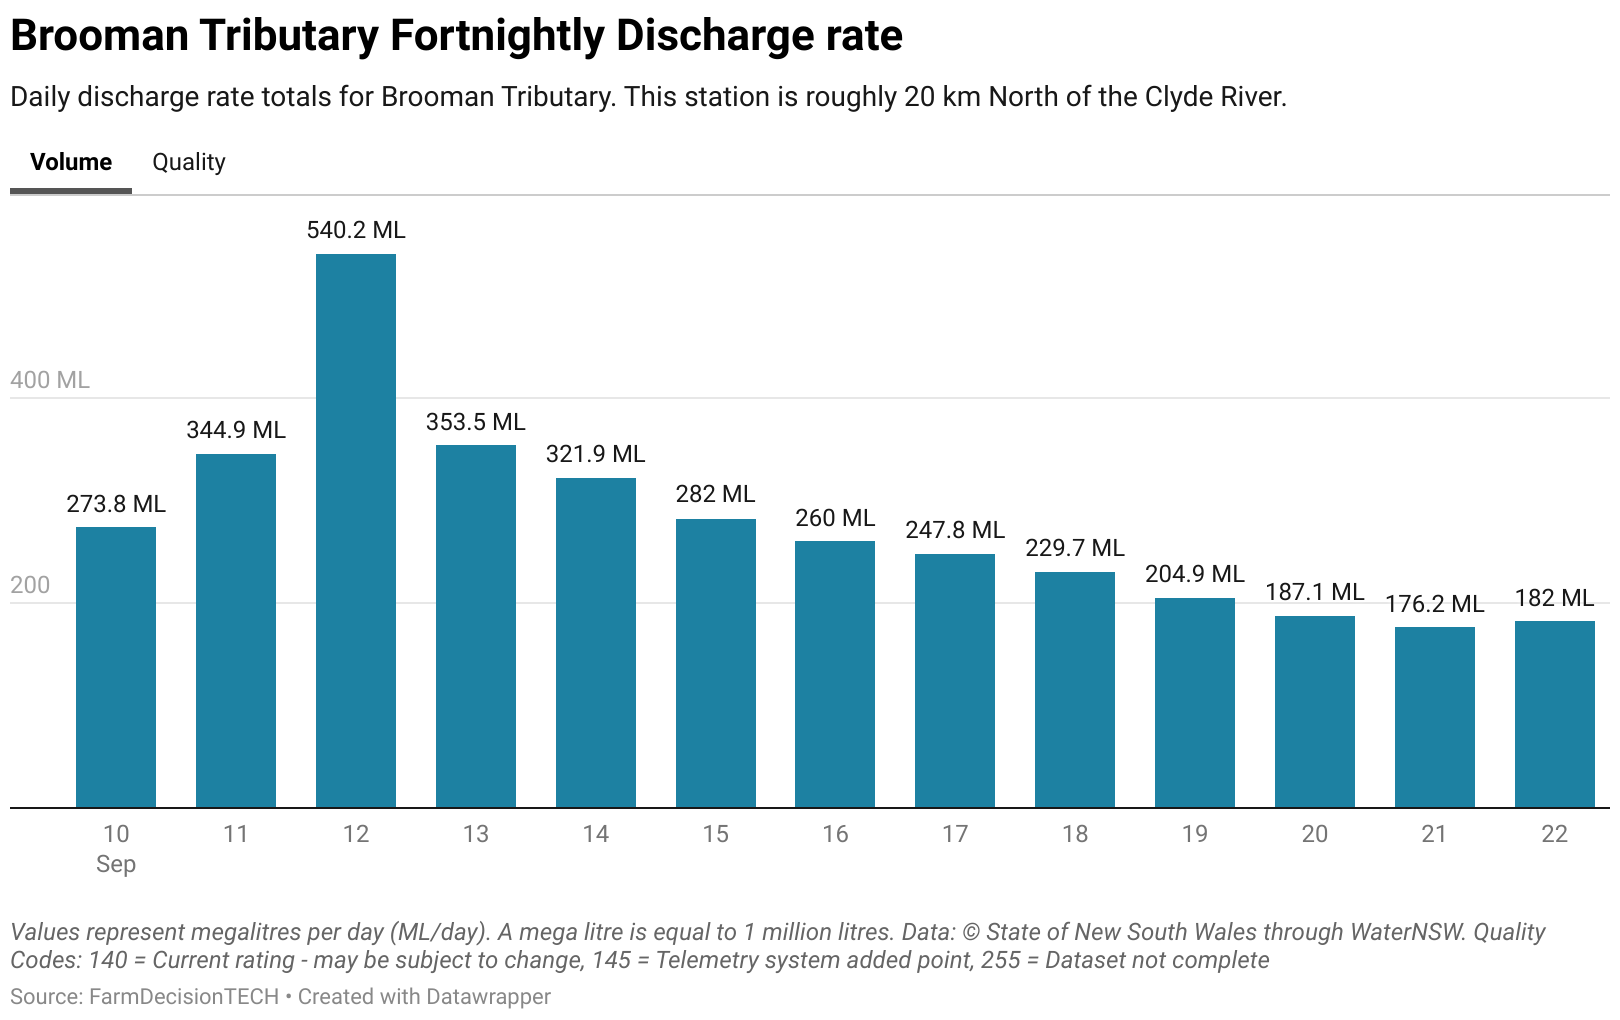 Brooman Tributary Fortnightly Discharge rate
Daily discharge rate totals for Brooman Tributary. This station is roughly 20 km North of the Clyde River.
Volume Quality
540.2 ML
400 ML
353.5 ML
344.9 ML
321.9 ML
282 ML
273.8 ML
260 ML
247.8 ML
229.7 ML
204.9 ML
200
187.1 ML
182 ML
176.2 ML
10 11 12 13 14 15 16 17 18 19 20 21 22
Sep
Values represent megalitres per day (ML/day). A mega litre is equal to 1 million litres. Data: © State of New South Wales through WaterNSW. Quality
Codes: 140 = Current rating - may be subject to change, 145 = Telemetry system added point, 255 = Dataset not complete
Source: FarmDecisionTECH • Created with Datawrapper